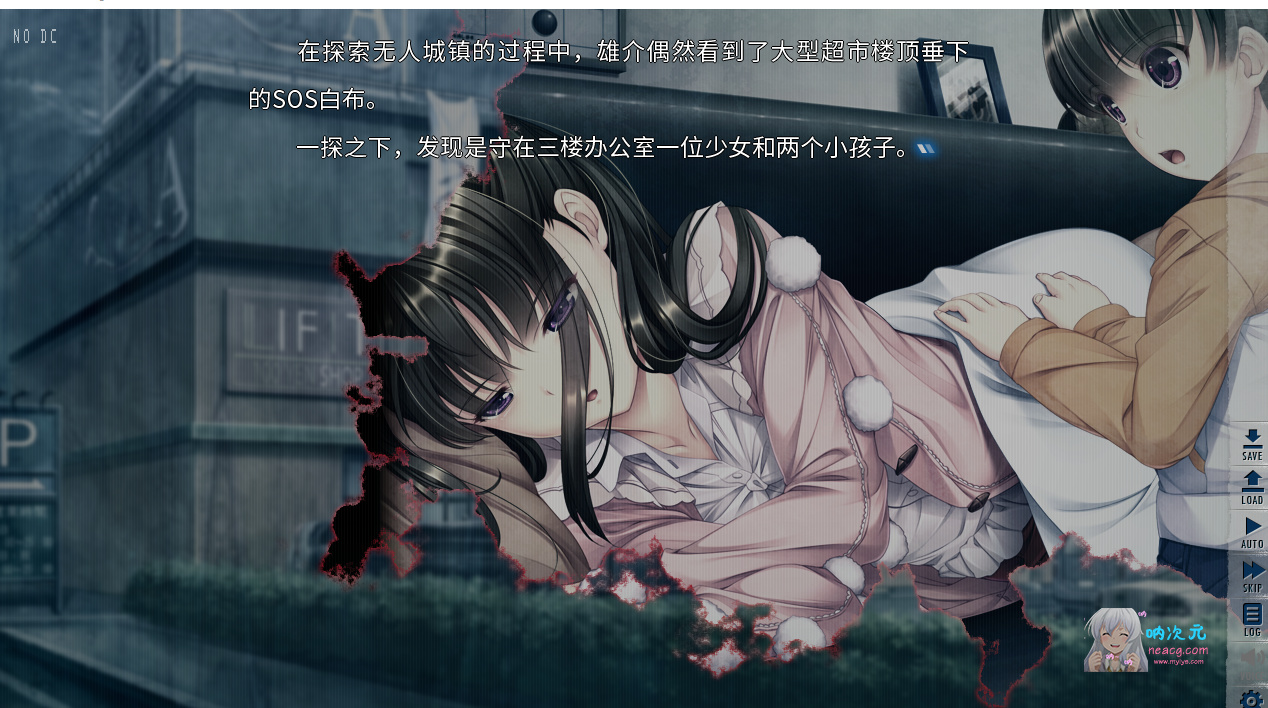 NO DC
在探索无人城镇的过程中，雄介偶然看到了大型超市楼顶垂下
的SOS白布。
一探之下，发现是守在三楼办公室一位少女和两个小孩子。
P
SAVE
LOAD
AUTO
SKIP
LOG
呐次元
neacg.com
www.myiya.com